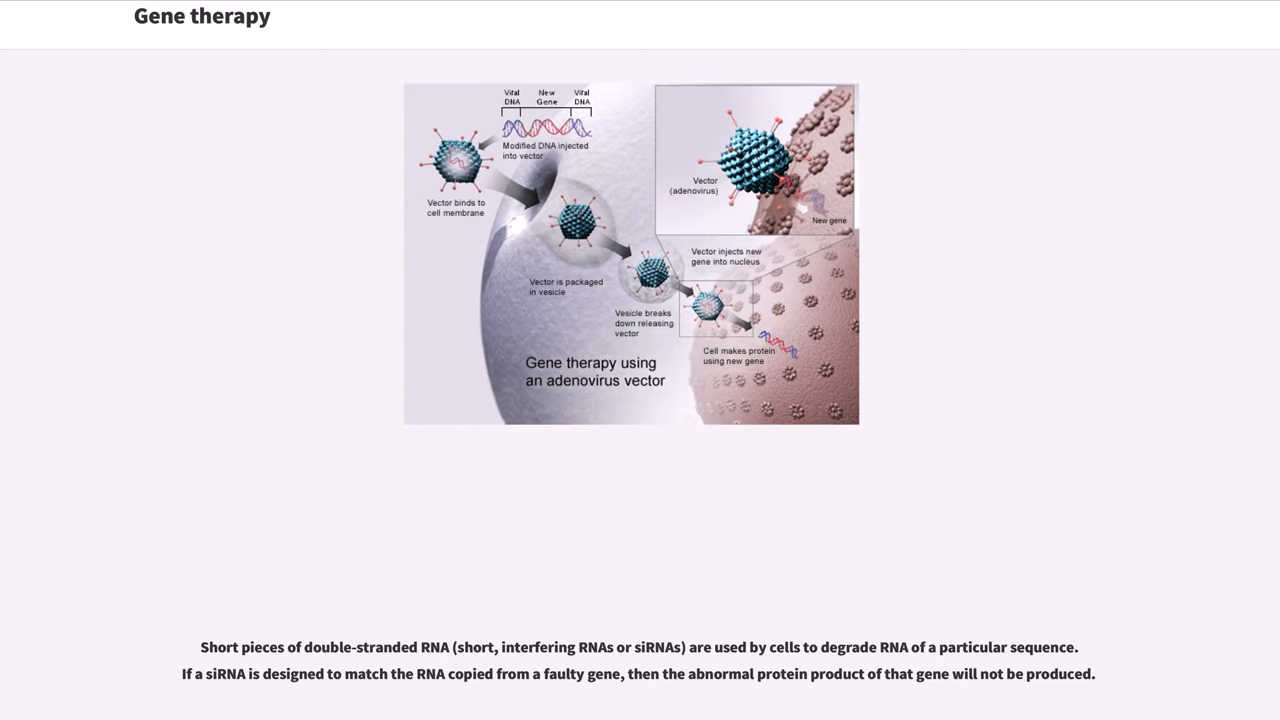 Gene therapy
Vital DNA
New Gene
Vital DNA
Modified DNA injected
into vector
Vector binds to
cell membrane
Vector
(adenovirus)
New gene
Vector injects new
gene into nucleus
Vector is packaged
in vesicle
Vesicle breaks
down releasing
vector
Cell makes protein
using new gene
Gene therapy using
an adenovirus vector
Short pieces of double-stranded RNA (short, interfering RNAs or siRNAs) are used by cells to degrade RNA of a particular sequence.
If a siRNA is designed to match the RNA copied from a faulty gene, then the abnormal protein product of that gene will not be produced.